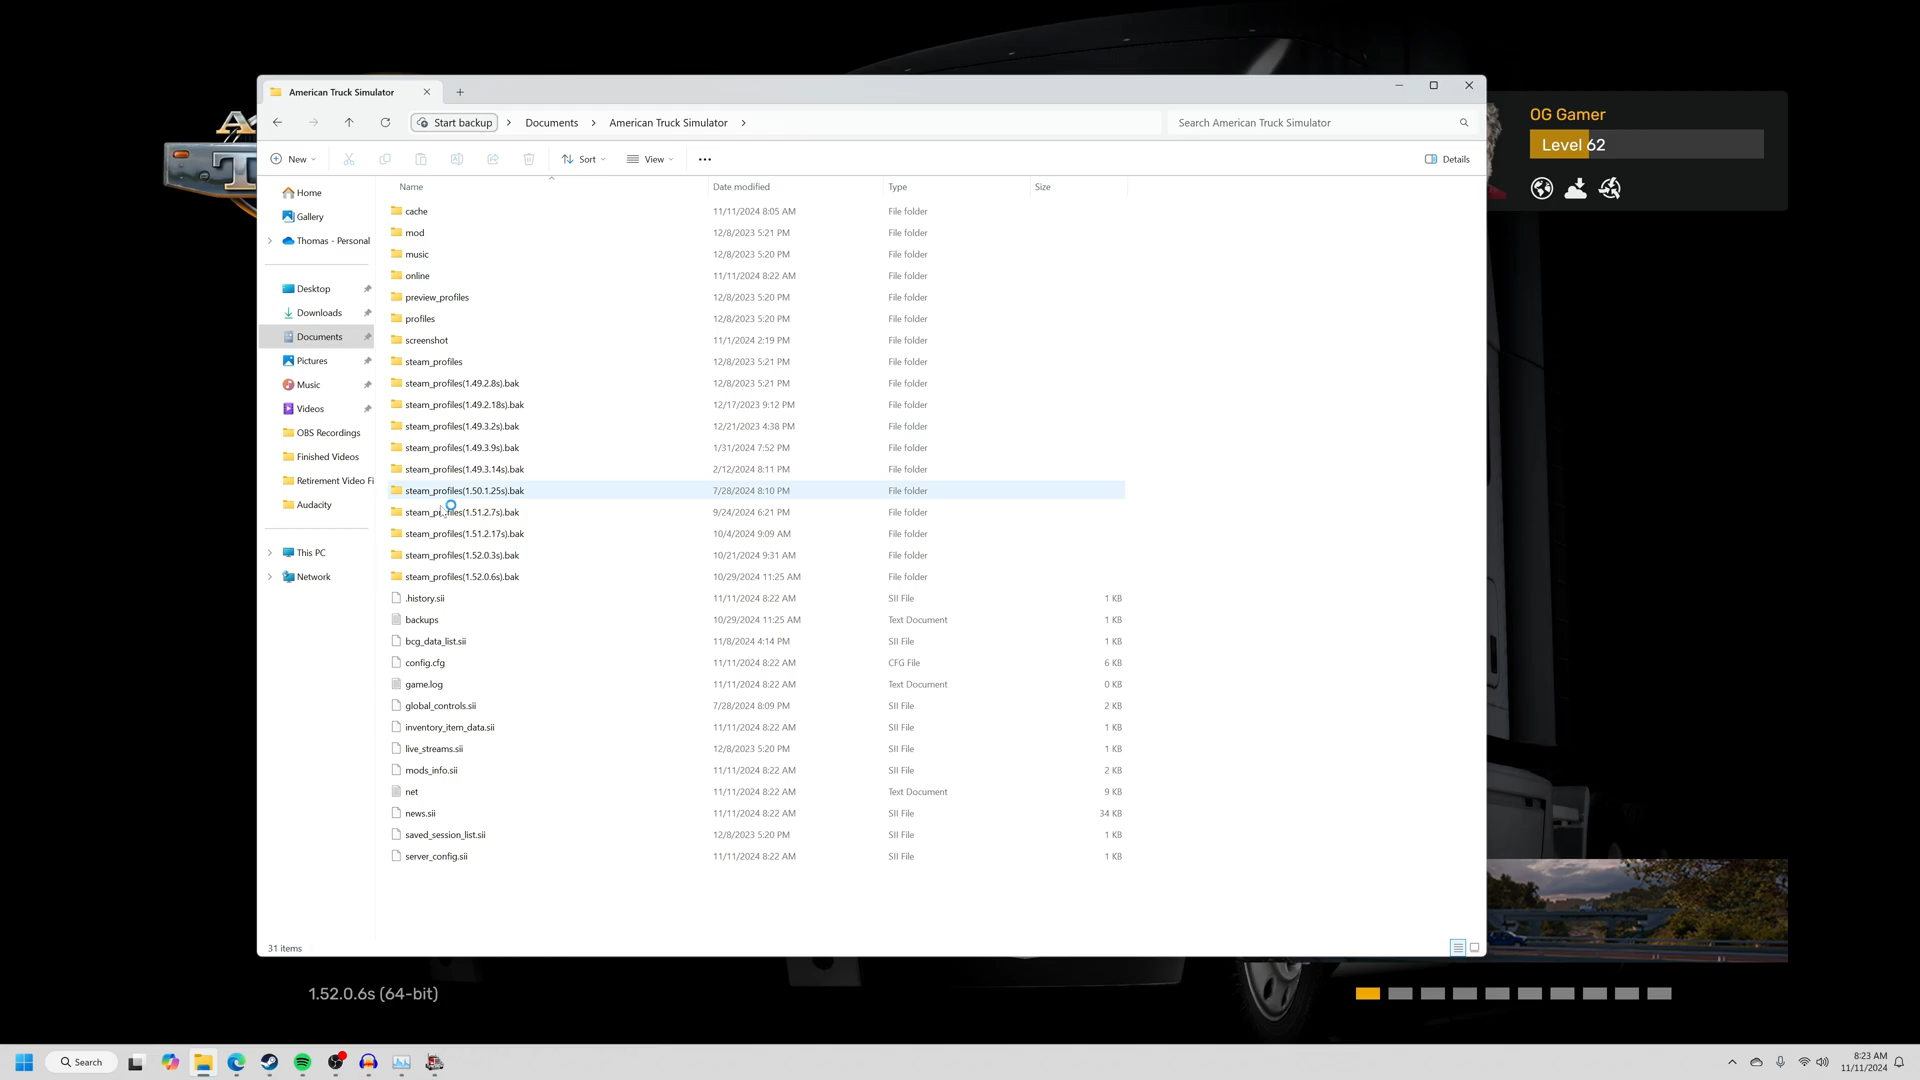 American Truck Simulator
Start backup > Documents > American Truck Simulator >
Search American Truck Simulator
New
Sort
View
Details
Name Date modified Type Size
Home
Gallery
Thomas - Personal
Desktop
Downloads
Documents
Pictures
Music
Videos
OBS Recordings
Finished Videos
Retirement Video Fi
Audacity
This PC
Network
cache 11/11/2024 8:05 AM File folder
mod 12/8/2023 5:21 PM File folder
music 12/8/2023 5:20 PM File folder
online 11/11/2024 8:22 AM File folder
preview_profiles 12/8/2023 5:20 PM File folder
profiles 12/8/2023 5:20 PM File folder
screenshot 11/1/2024 2:19 PM File folder
steam_profiles 12/8/2023 5:21 PM File folder
steam_profiles(1.49.2.8s).bak 12/8/2023 5:21 PM File folder
steam_profiles(1.49.2.18s).bak 12/17/2023 9:12 PM File folder
steam_profiles(1.49.3.2s).bak 12/21/2023 4:38 PM File folder
steam_profiles(1.49.3.9s).bak 1/31/2024 7:52 PM File folder
steam_profiles(1.49.3.14s).bak 2/12/2024 8:11 PM File folder
steam_profiles(1.50.1.25s).bak 7/28/2024 8:10 PM File folder
steam_profiles(1.51.2.7s).bak 9/24/2024 6:21 PM File folder
steam_profiles(1.51.2.17s).bak 10/4/2024 9:09 AM File folder
steam_profiles(1.52.0.3s).bak 10/21/2024 9:31 AM File folder
steam_profiles(1.52.0.6s).bak 10/29/2024 11:25 AM File folder
.history.sii 11/11/2024 8:22 AM SII File 1 KB
backups 10/29/2024 11:25 AM Text Document 1 KB
bcg_data_list.sii 11/8/2024 4:14 PM SII File 1 KB
config.cfg 11/11/2024 8:22 AM CFG File 6 KB
game.log 11/11/2024 8:22 AM Text Document 0 KB
global_controls.sii 7/28/2024 8:09 PM SII File 2 KB
inventory_item_data.sii 11/11/2024 8:22 AM SII File 1 KB
live_streams.sii 12/8/2023 5:20 PM SII File 1 KB
mods_info.sii 11/11/2024 8:22 AM SII File 2 KB
net 11/11/2024 8:22 AM Text Document 9 KB
news.sii 11/11/2024 8:22 AM SII File 34 KB
saved_session_list.sii 12/8/2023 5:20 PM SII File 1 KB
server_config.sii 11/11/2024 8:22 AM SII File 1 KB
31 items
OG Gamer
Level 62
1.52.0.6s (64-bit)
Search
8:23 AM
11/11/2024